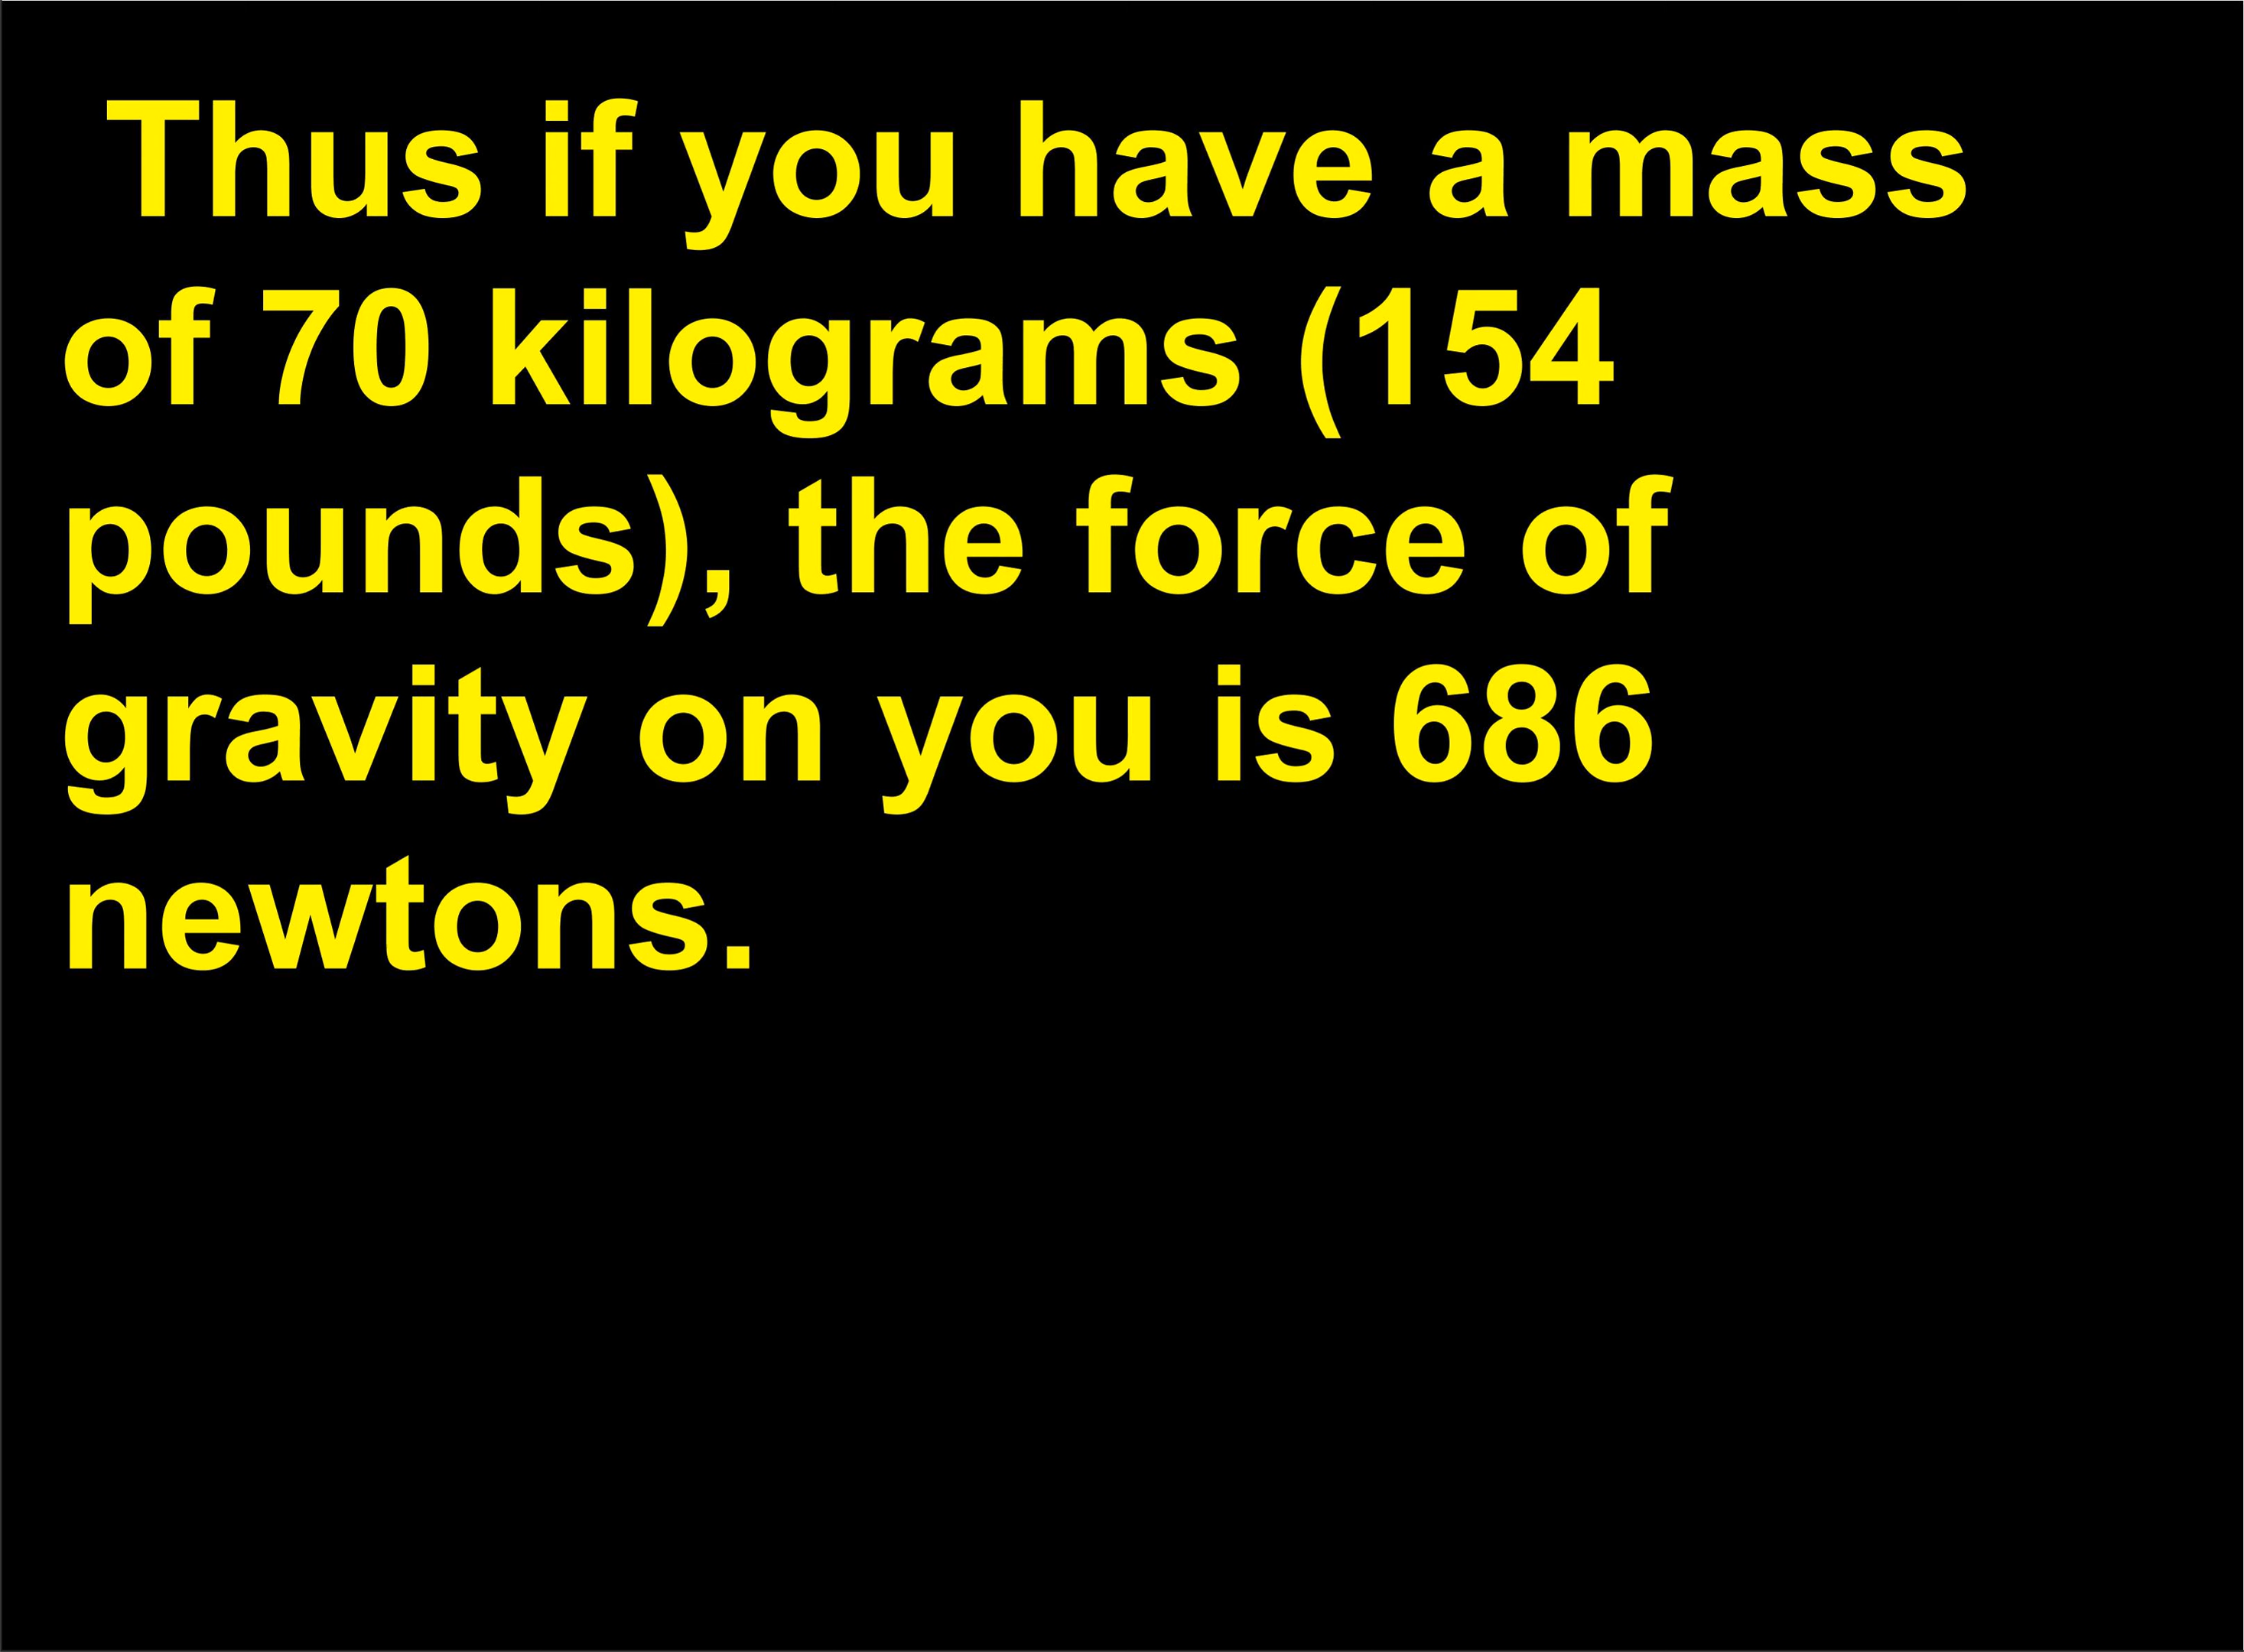 Thus if you have a mass
of 70 kilograms (154
pounds), the force of
gravity on you is 686
newtons.